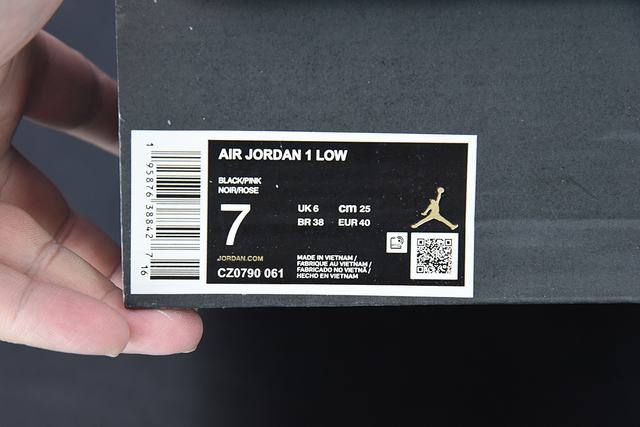 1 95876 38842 7 16
AIR JORDAN 1 LOW
BLACK/PINK
NOIR/ROSE
7
UK 6 cm 25
BR 38 EUR 40
JORDAN.COM
CZ0790 061
MADE IN VIETNAM /
FABRIQUE AU VIETNAM /
FABRICADO NO VIETNÃ /
HECHO EN VIETNAM